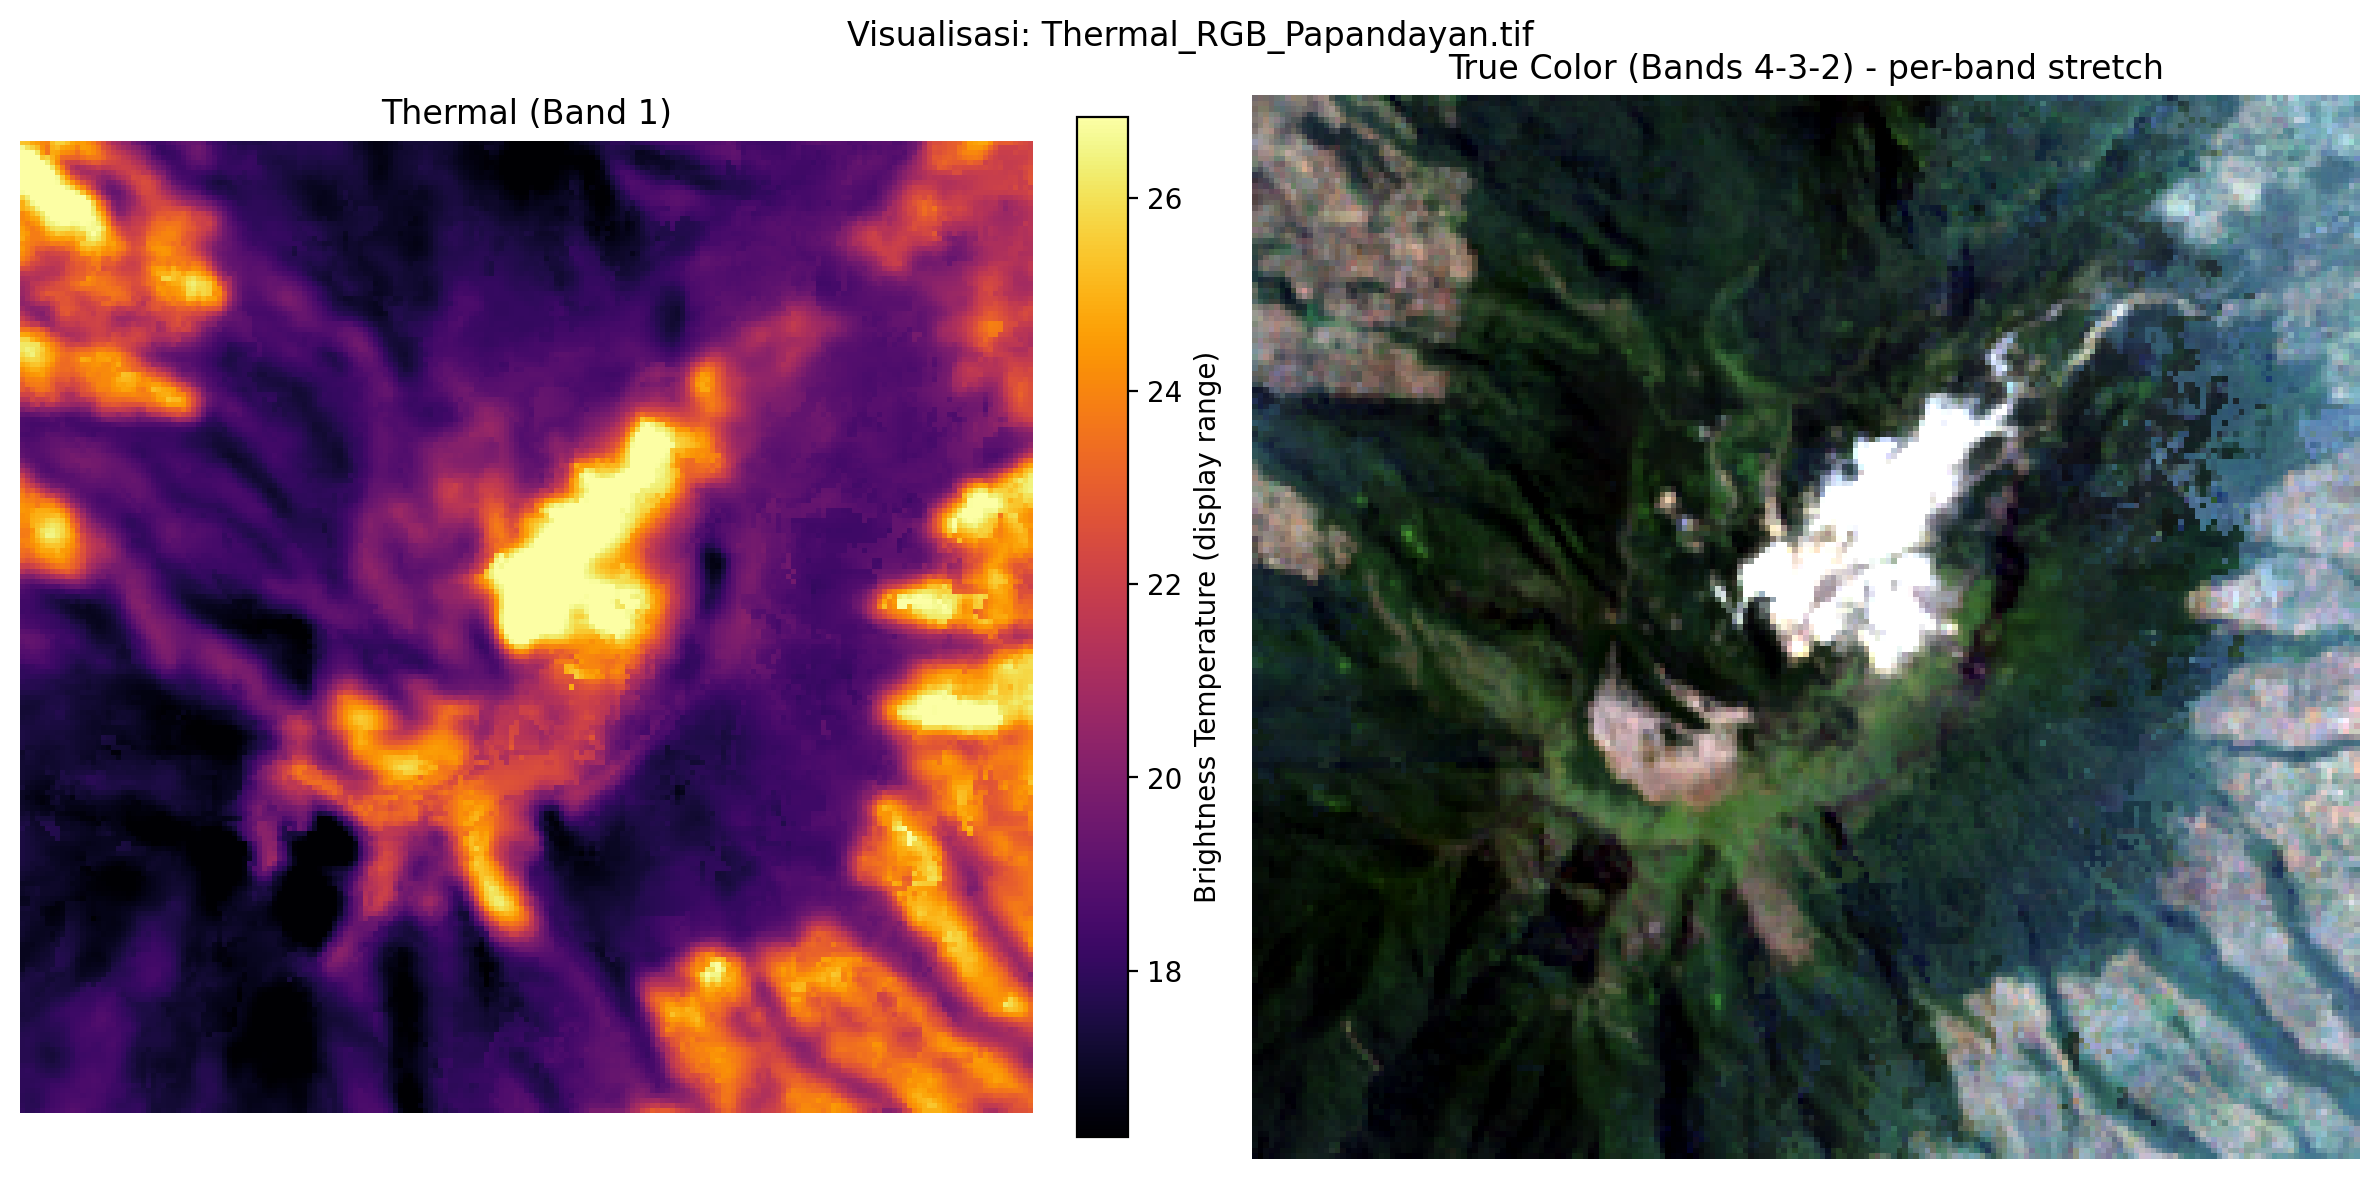 Visualisasi: Thermal_RGB_Papandayan.tif
Thermal (Band 1)
True Color (Bands 4-3-2) - per-band stretch
26
24
22
20
18
Brightness Temperature (display range)